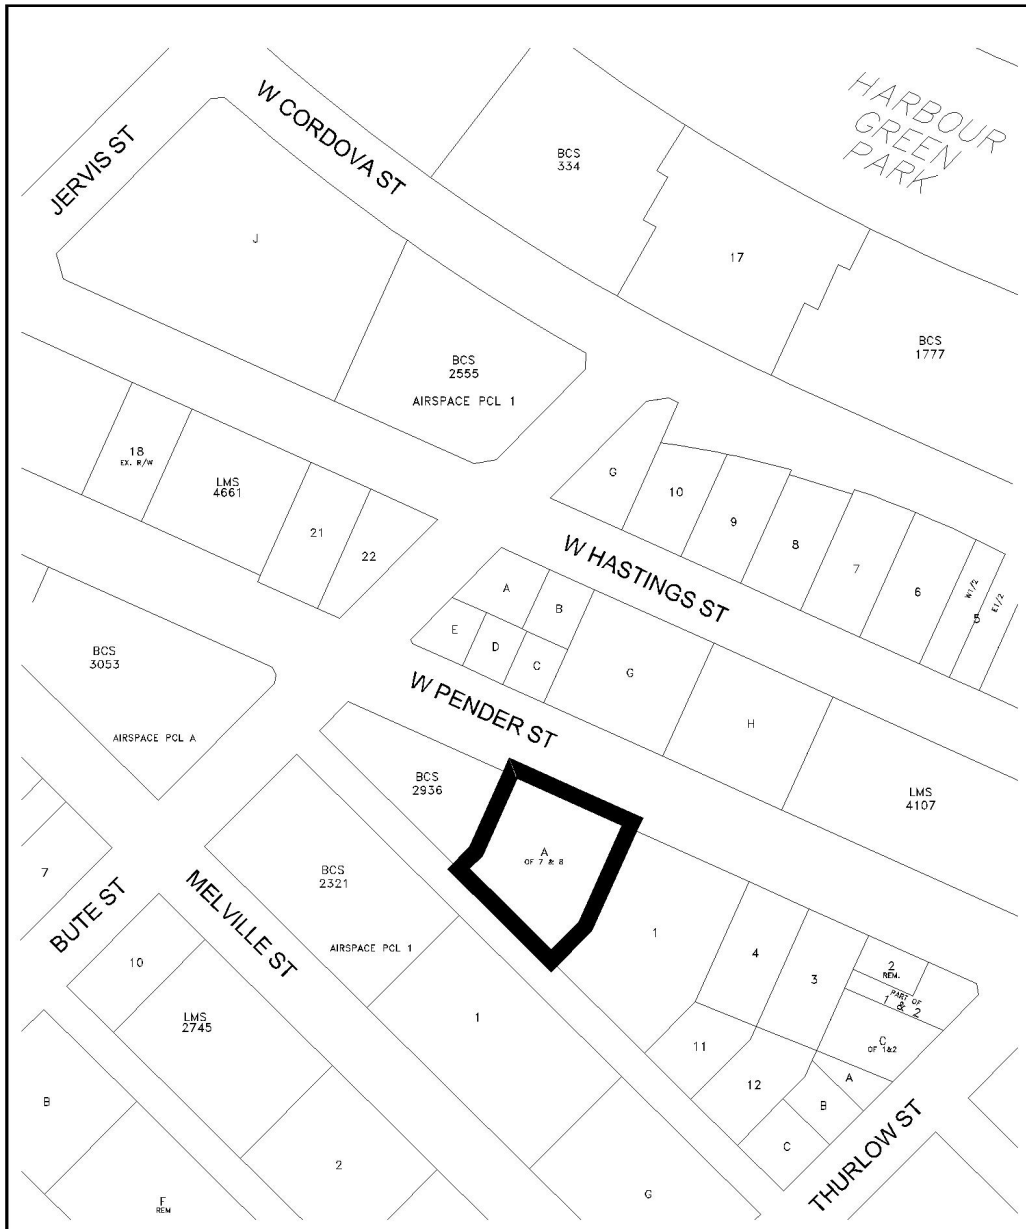 HARBOUR
GREEN
PARK
W CORDOVA ST
JERVIS ST
BCS
334
J
17
BCS
1777
BCS
2555
AIRSPACE PCL 1
18
EX. R/W
LMS
4661
21
22
G
10
9
8
7
6
W1/2
5
E1/2
W HASTINGS ST
A
B
E
D
C
G
H
LMS
4107
BCS
3053
AIRSPACE PCL A
W PENDER ST
BCS
2936
A
OF 7 & 8
BCS
2321
AIRSPACE PCL 1
7
BUTE ST
MELVILLE ST
10
LMS
2745
1
1
4
3
2
REM.
PART OF
1 & 2
C
OF 1&2
11
12
A
B
C
THURLOW ST
B
2
F
REM
G